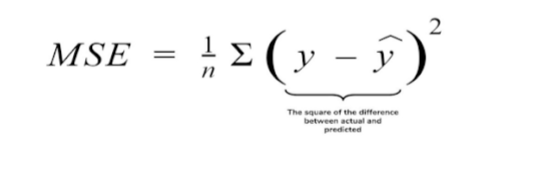 MSE = 1/n Σ (y - ŷ)²
The square of the difference
between actual and
predicted